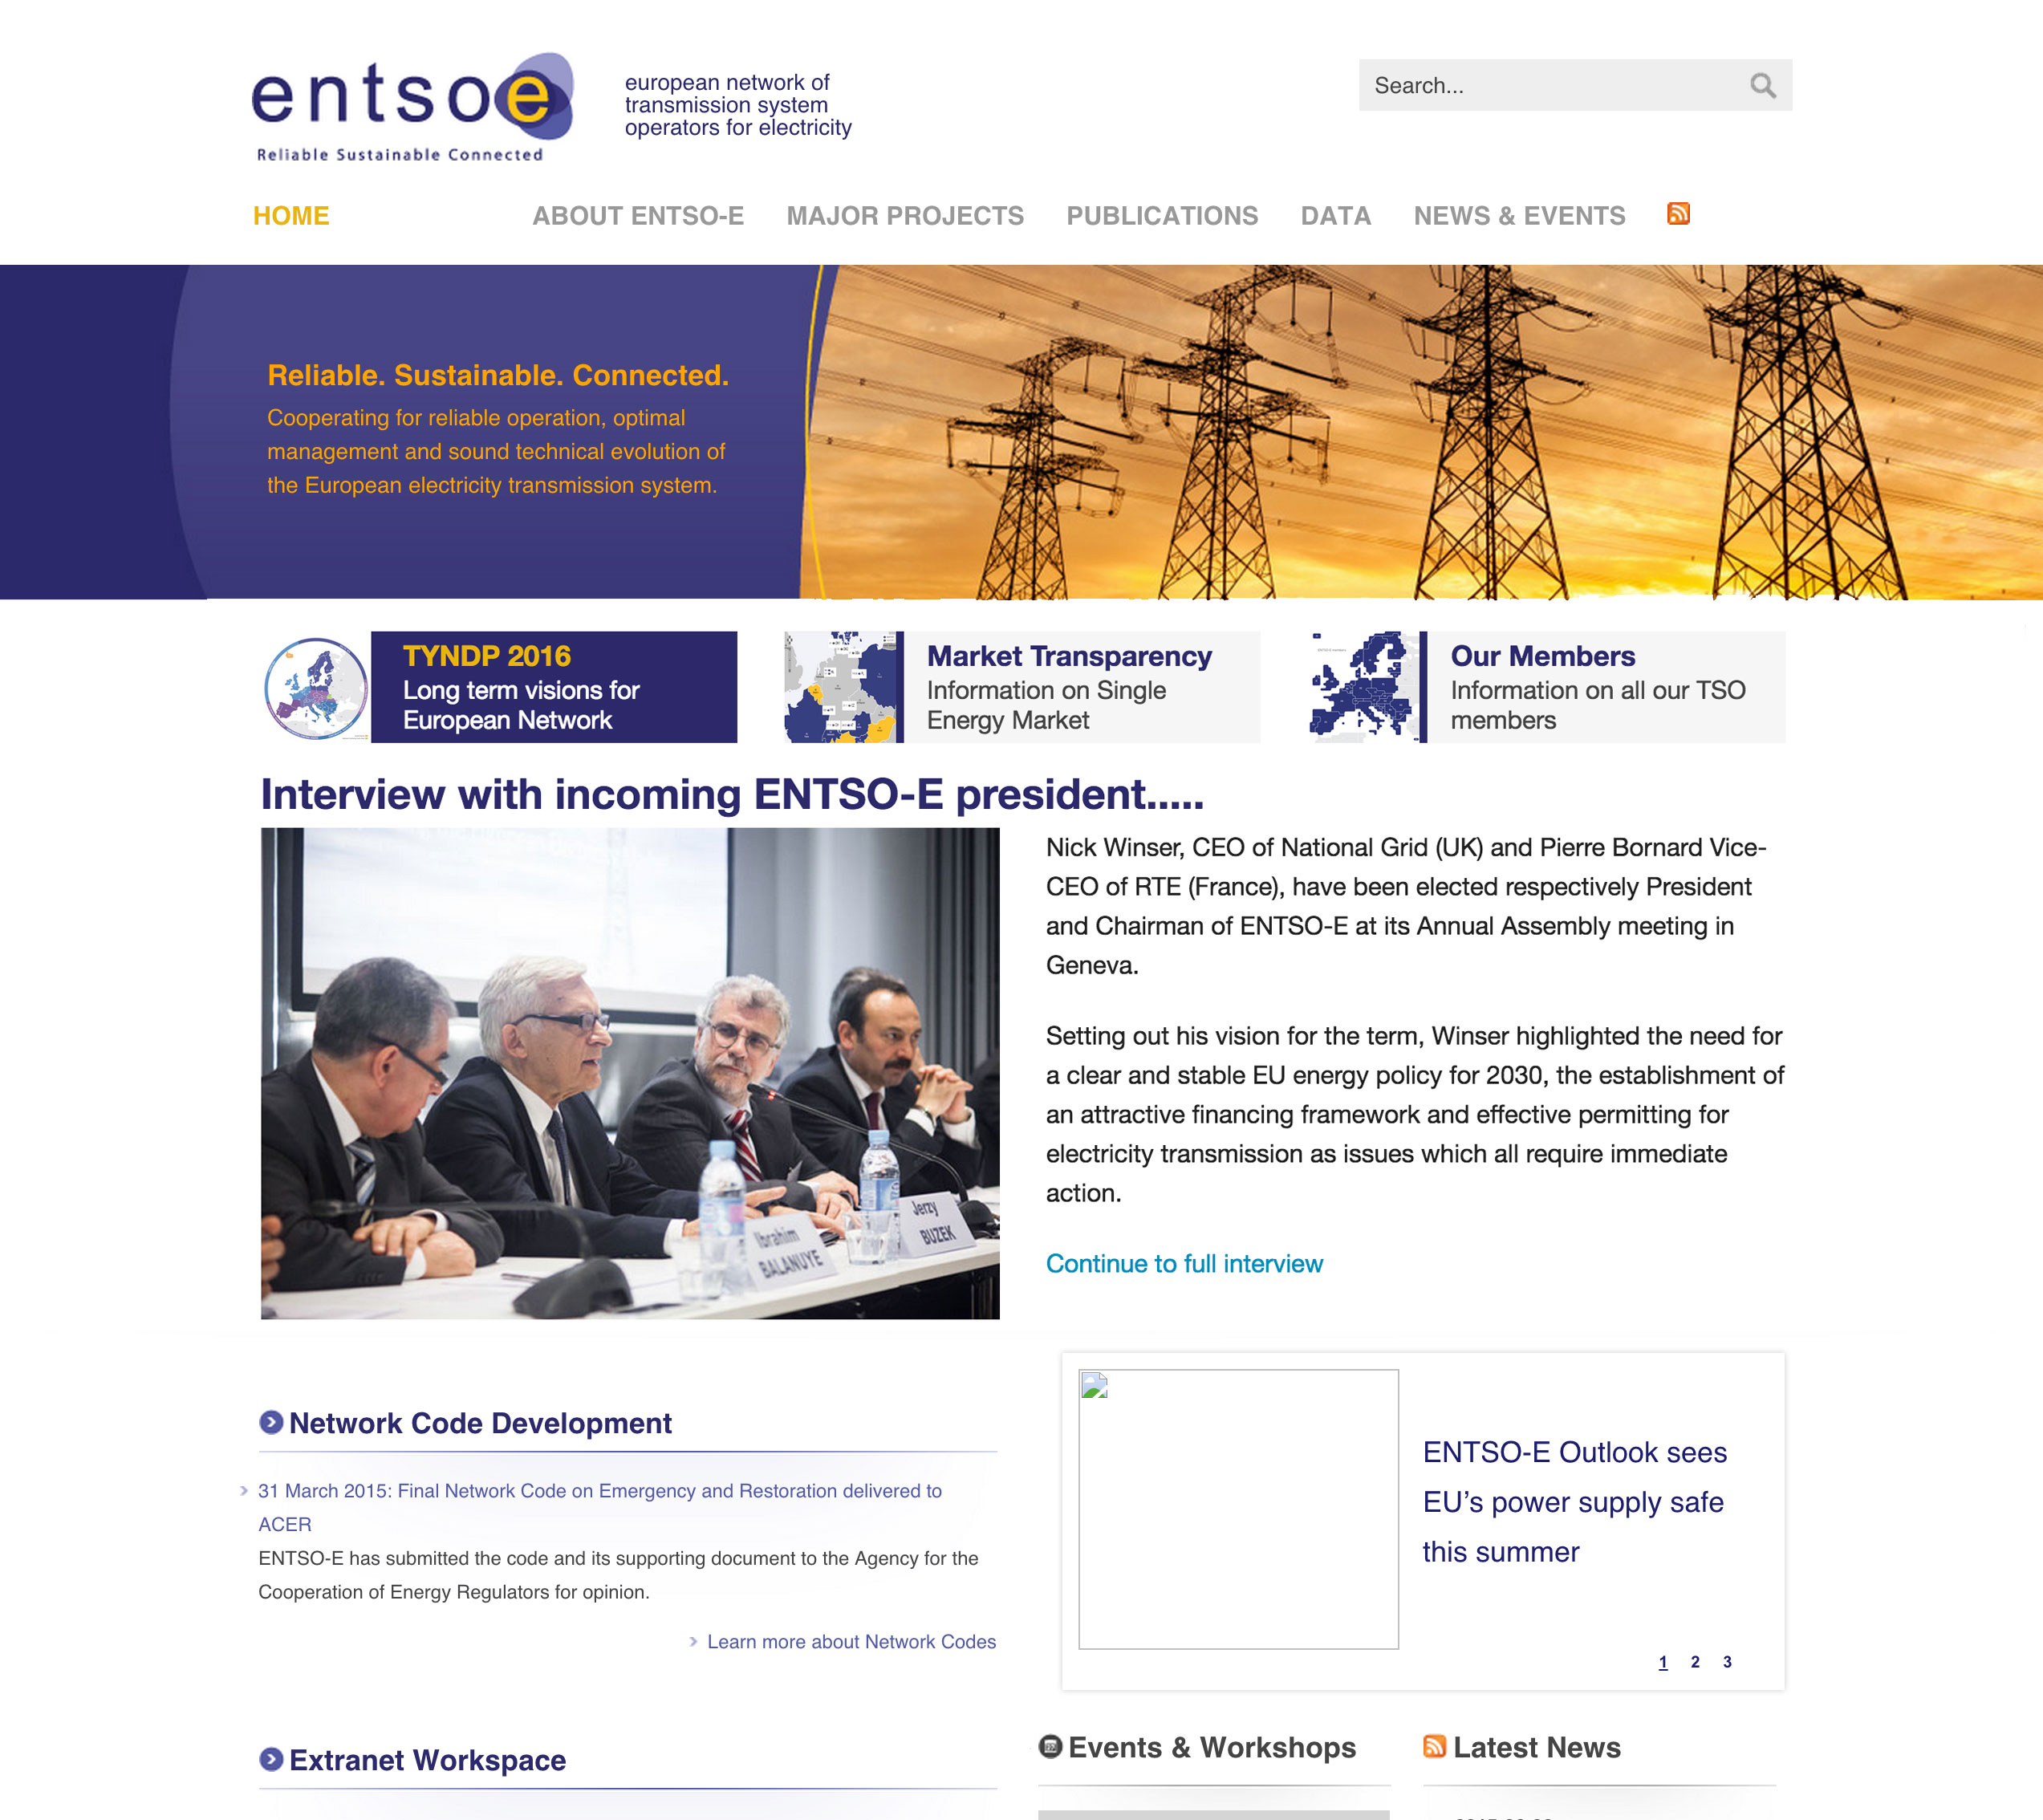 entsoe
Reliable Sustainable Connected
european network of
transmission system
operators for electricity
Search...
HOME
ABOUT ENTSO-E
MAJOR PROJECTS
PUBLICATIONS
DATA
NEWS & EVENTS
Reliable. Sustainable. Connected.
Cooperating for reliable operation, optimal
management and sound technical evolution of
the European electricity transmission system.
TYNDP 2016
Long term visions for
European Network
Market Transparency
Information on Single
Energy Market
Our Members
Information on all our TSO
members
Interview with incoming ENTSO-E president.....
Ibrahim
BALANUYE
Jerzy
BUZEK
Nick Winser, CEO of National Grid (UK) and Pierre Bornard Vice-
CEO of RTE (France), have been elected respectively President
and Chairman of ENTSO-E at its Annual Assembly meeting in
Geneva.
Setting out his vision for the term, Winser highlighted the need for
a clear and stable EU energy policy for 2030, the establishment of
an attractive financing framework and effective permitting for
electricity transmission as issues which all require immediate
action.
Continue to full interview
Network Code Development
31 March 2015: Final Network Code on Emergency and Restoration delivered to
ACER
ENTSO-E has submitted the code and its supporting document to the Agency for the
Cooperation of Energy Regulators for opinion.
Learn more about Network Codes
ENTSO-E Outlook sees
EU's power supply safe
this summer
1 2 3
Extranet Workspace
Events & Workshops
Latest News